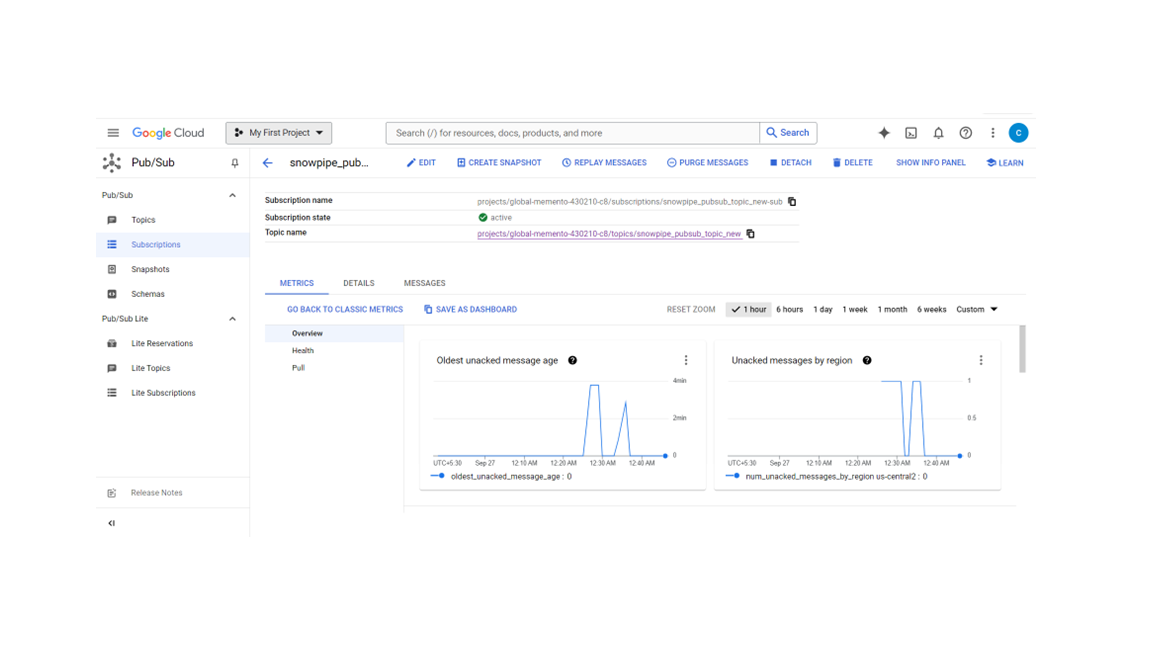 Google Cloud
My First Project
Search (/) for resources, docs, products, and more
Search
C
Pub/Sub
snowpipe_pub...
EDIT
CREATE SNAPSHOT
REPLAY MESSAGES
PURGE MESSAGES
DETACH
DELETE
SHOW INFO PANEL
LEARN
Pub/Sub
Topics
Subscriptions
Snapshots
Schemas
Pub/Sub Lite
Lite Reservations
Lite Topics
Lite Subscriptions
Release Notes
Subscription name
projects/global-memento-430210-c8/subscriptions/snowpipe_pubsub_topic_new-sub
Subscription state
active
Topic name
projects/global-memento-430210-c8/topics/snowpipe_pubsub_topic_new
METRICS
DETAILS
MESSAGES
GO BACK TO CLASSIC METRICS
SAVE AS DASHBOARD
RESET ZOOM
1 hour
6 hours
1 day
1 week
1 month
6 weeks
Custom
Overview
Health
Pull
Oldest unacked message age
4min
2min
0
UTC+5:30 Sep 27 12:10 AM 12:20 AM 12:30 AM 12:40 AM
oldest_unacked_message_age : 0
Unacked messages by region
1
0.5
0
UTC+5:30 Sep 27 12:10 AM 12:20 AM 12:30 AM 12:40 AM
num_unacked_messages_by_region us-central2 : 0